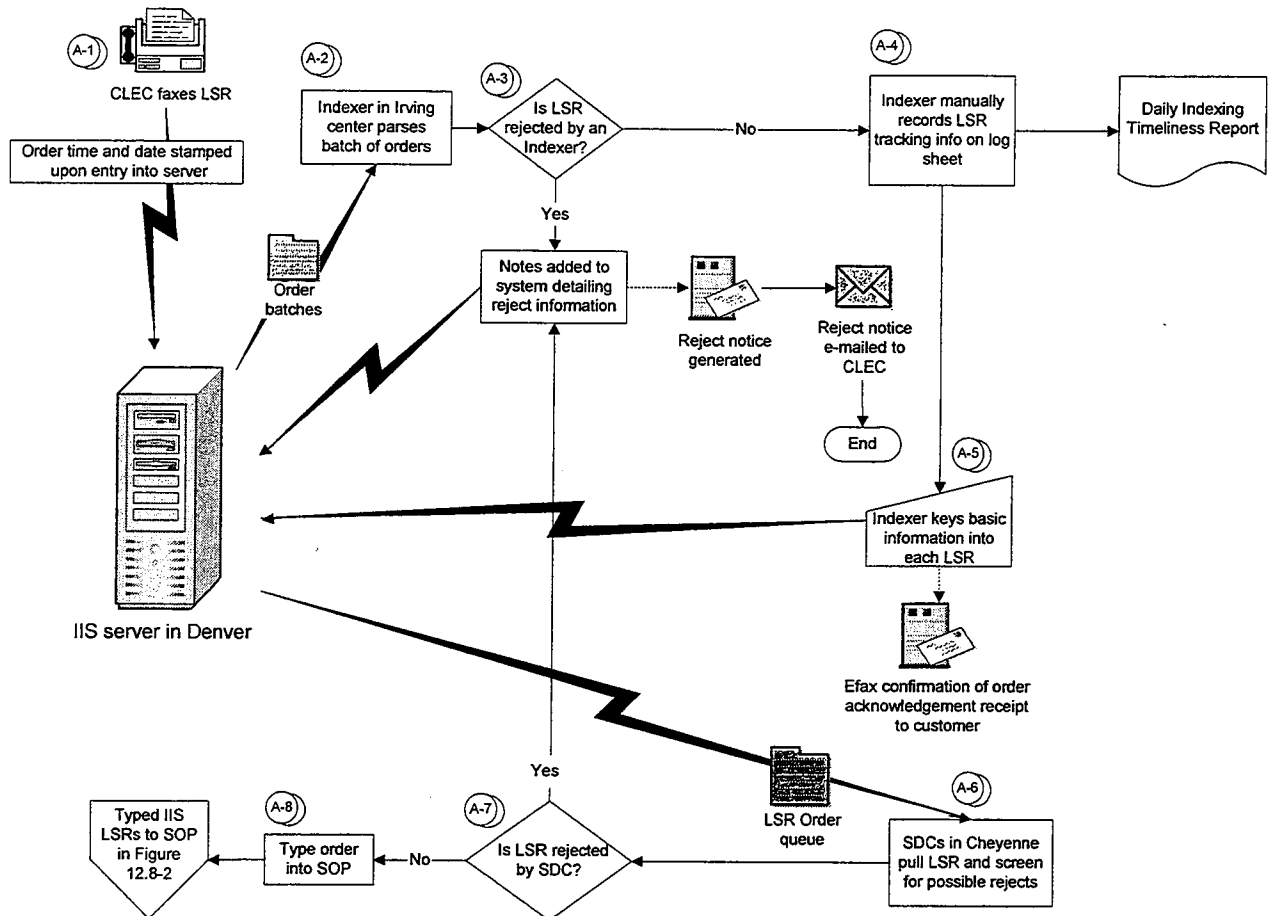 A-1
CLEC faxes LSR
Order time and date stamped
upon entry into server
Order
batches
A-2
Indexer in Irving
center parses
batch of orders
A-3
Is LSR
rejected by an
Indexer?
No
Yes
A-4
Indexer manually
records LSR
tracking info on log
sheet
Daily Indexing
Timeliness Report
Notes added to
system detailing
reject information
Reject notice
generated
Reject notice
e-mailed to
CLEC
End
A-5
Indexer keys basic
information into
each LSR
IIS server in Denver
Efax confirmation of order
acknowledgement receipt
to customer
LSR Order
queue
A-6
SDCs in Cheyenne
pull LSR and screen
for possible rejects
Yes
A-7
Is LSR rejected
by SDC?
No
A-8
Type order
into SOP
Typed IIS
LSRs to SOP
in Figure
12.8-2